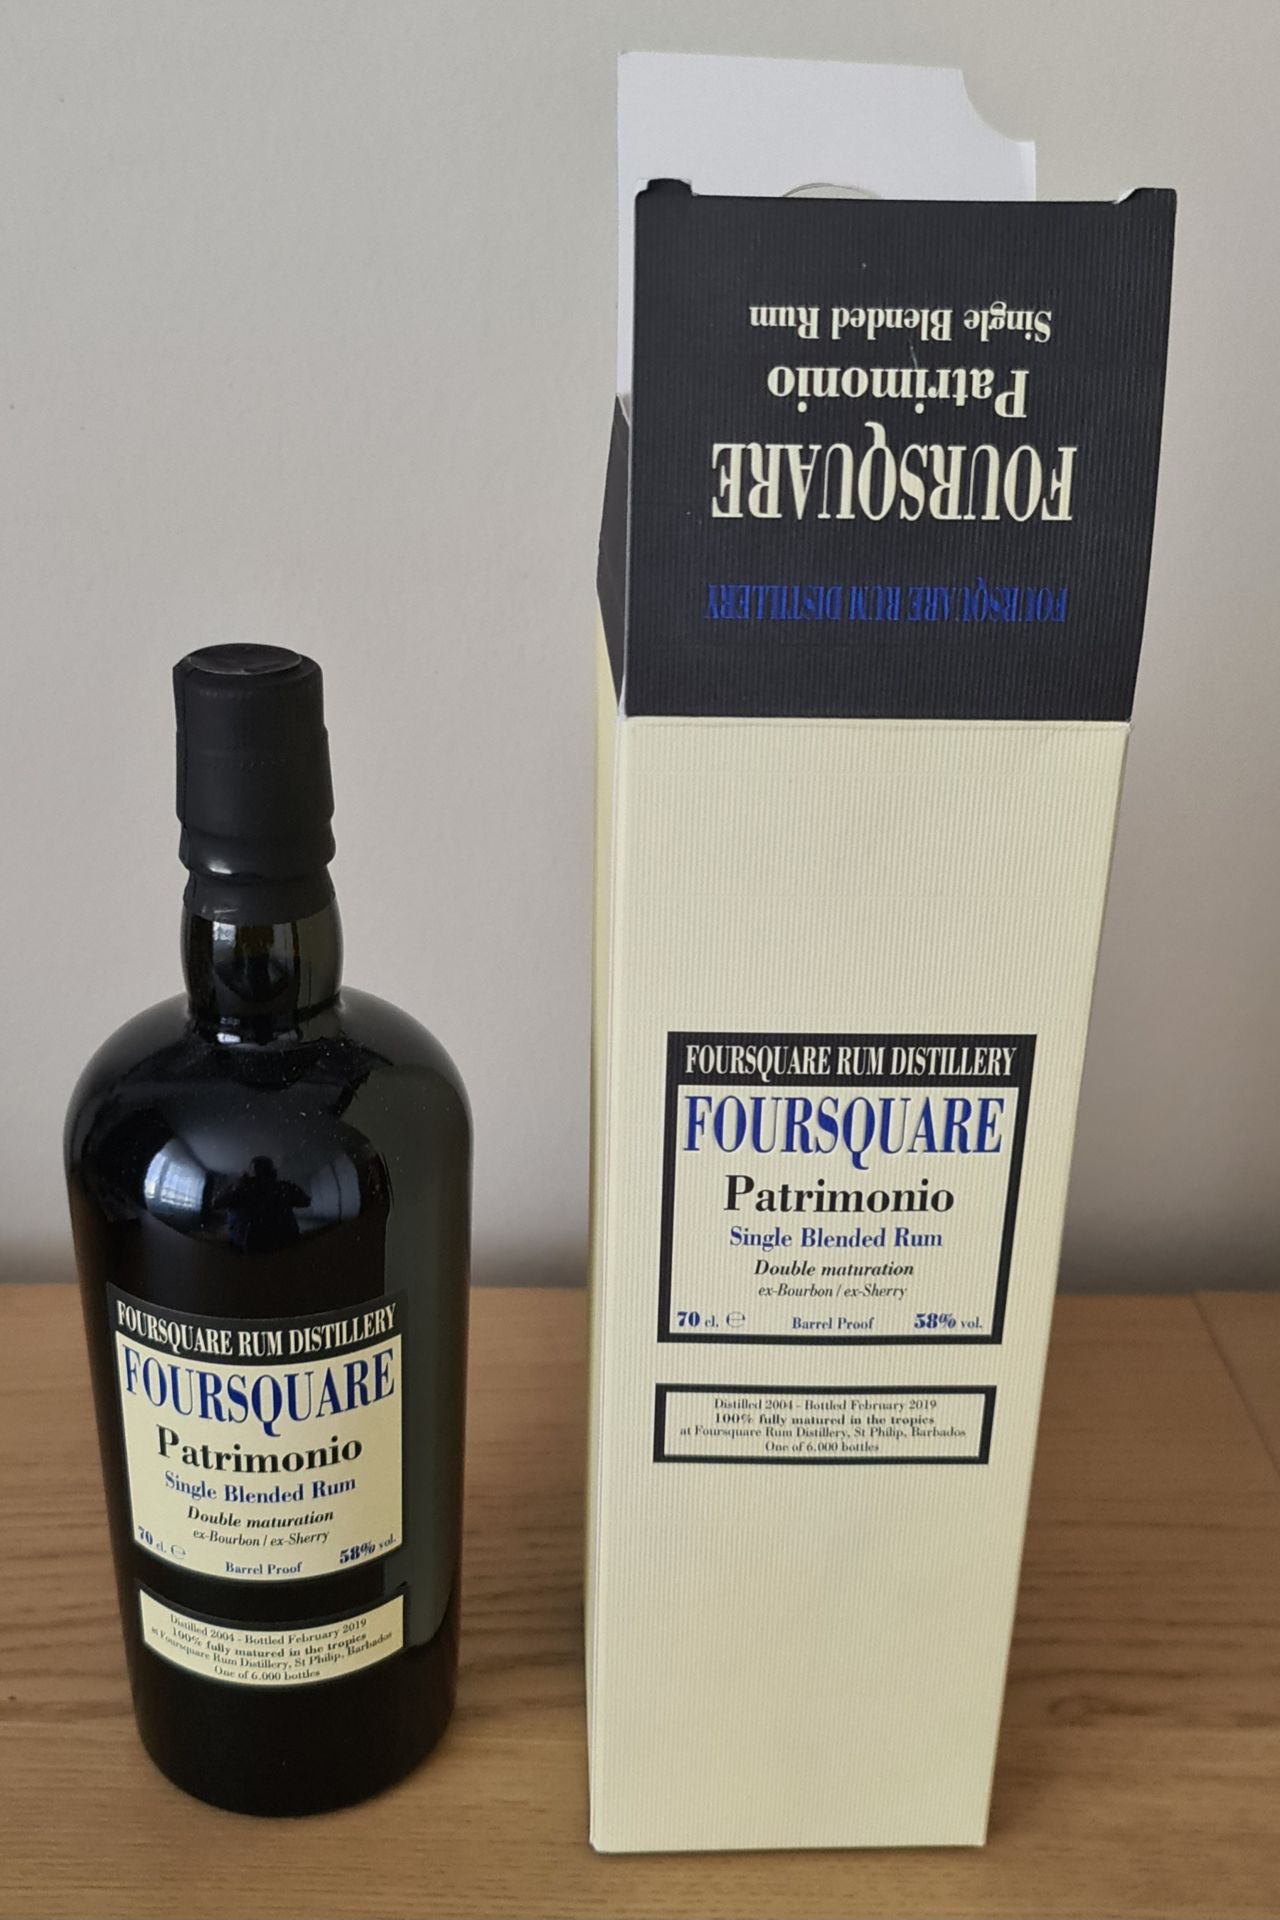 Single Blended Rum
Patrimonio
FOURSQUARE
FOURSQUARE RUM DISTILLERY
FOURSQUARE RUM DISTILLERY
FOURSQUARE
Patrimonio
Single Blended Rum
Double maturation
ex-Bourbon / ex-Sherry
70 cl. ℮ Barrel Proof 58% vol.
Distilled 2004 - Bottled February 2019
100% fully matured in the tropics
at Foursquare Rum Distillery, St Philip, Barbados
One of 6.000 bottles
FOURSQUARE RUM DISTILLERY
FOURSQUARE
Patrimonio
Single Blended Rum
Double maturation
ex-Bourbon / ex-Sherry
70 cl. ℮ Barrel Proof 58% vol.
Distilled 2004 - Bottled February 2019
100% fully matured in the tropics
at Foursquare Rum Distillery, St Philip, Barbados
One of 6.000 bottles